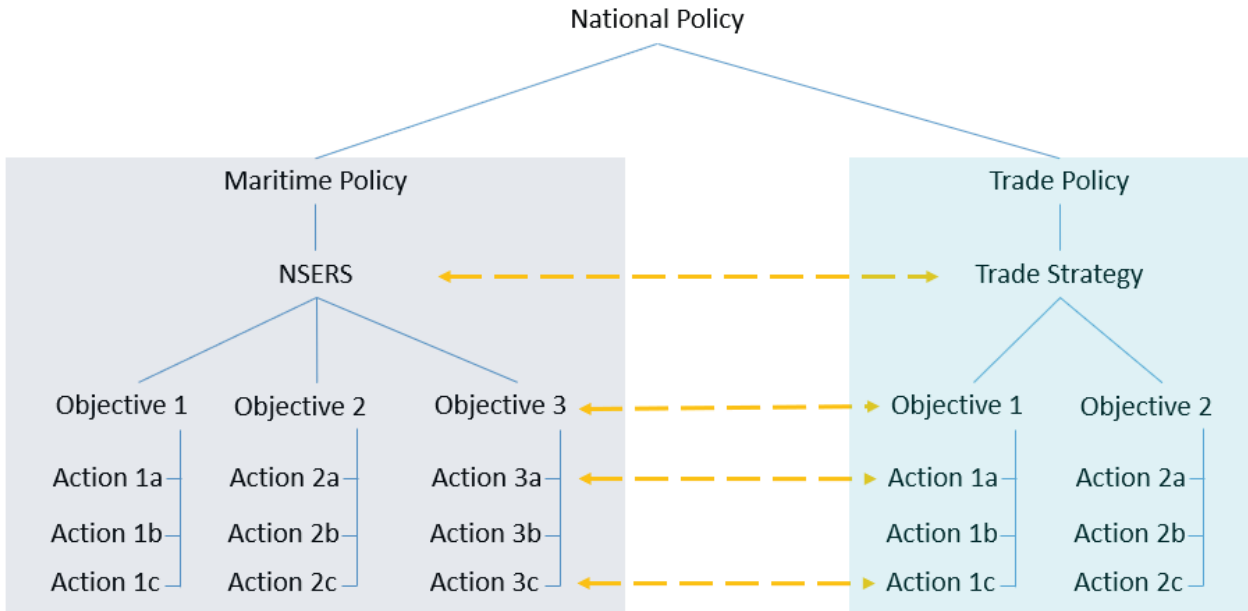 National Policy
Maritime Policy
Trade Policy
NSERS
Trade Strategy
Objective 1
Objective 2
Objective 3
Objective 1
Objective 2
Action 1a
Action 2a
Action 3a
Action 1a
Action 2a
Action 1b
Action 2b
Action 3b
Action 1b
Action 2b
Action 1c
Action 2c
Action 3c
Action 1c
Action 2c